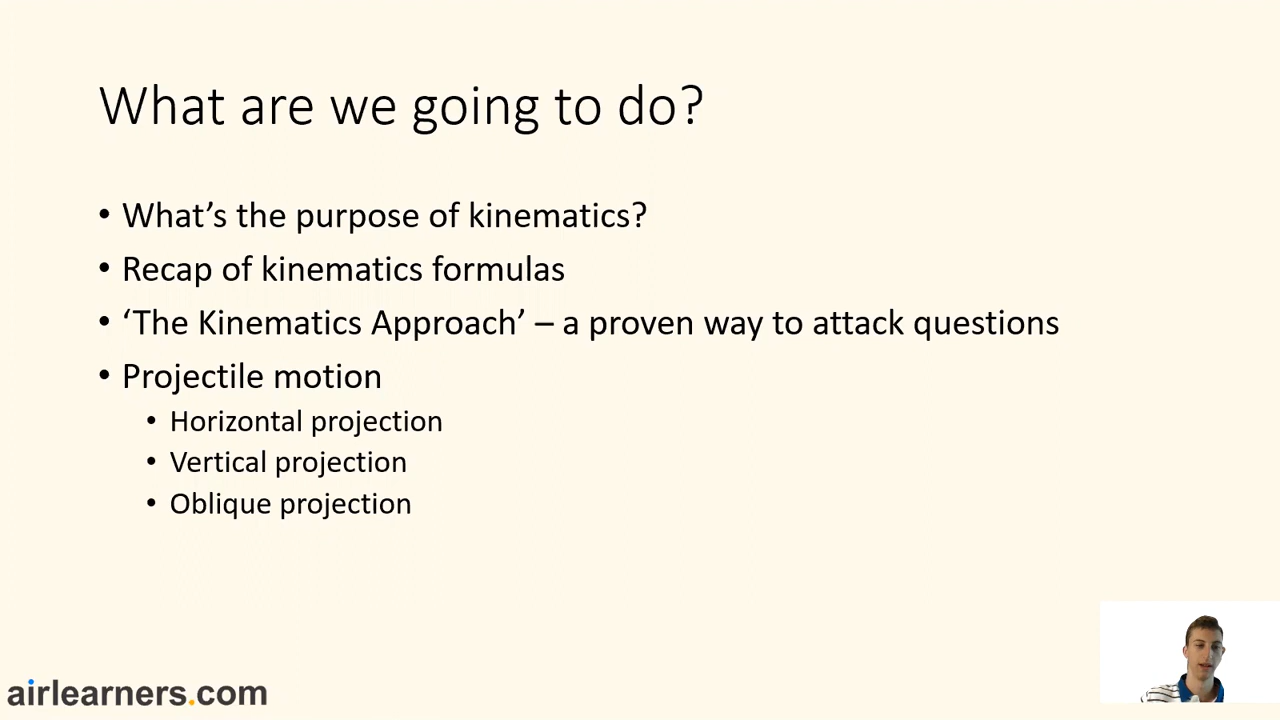 What are we going to do?
• What’s the purpose of kinematics?
• Recap of kinematics formulas
• ‘The Kinematics Approach’ – a proven way to attack questions
• Projectile motion
• Horizontal projection
• Vertical projection
• Oblique projection
airlearners.com